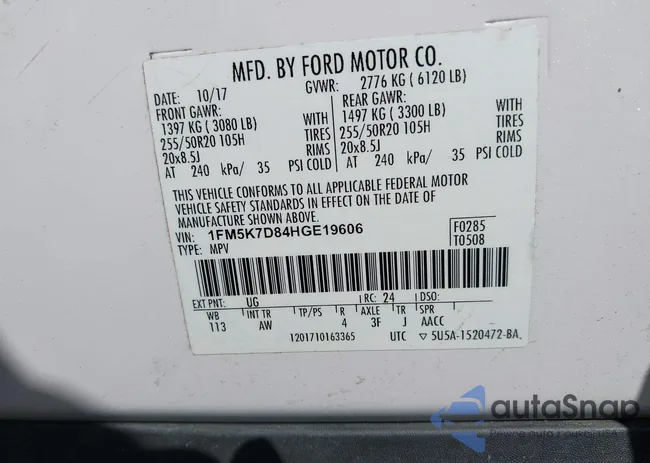 MFD. BY FORD MOTOR CO.
DATE: 10/17 GVWR: 2776 KG ( 6120 LB)
FRONT GAWR: REAR GAWR:
1397 KG ( 3080 LB) WITH 1497 KG ( 3300 LB) WITH
255/50R20 105H TIRES 255/50R20 105H TIRES
20x8.5J RIMS 20x8.5J RIMS
AT 240 kPa/ 35 PSI COLD AT 240 kPa/ 35 PSI COLD
THIS VEHICLE CONFORMS TO ALL APPLICABLE FEDERAL MOTOR
VEHICLE SAFETY STANDARDS IN EFFECT ON THE DATE OF
MANUFACTURE SHOWN ABOVE.
VIN: 1FM5K7D84HGE19606 F0285
TYPE: MPV T0508
EXT PNT: UG RC: 24 DSO:
WB INT TR TP/PS R AXLE TR SPR
113 AW 4 3F J AACC
1201710163365 UTC ▽ 5U5A-1520472-BA
autoSnap